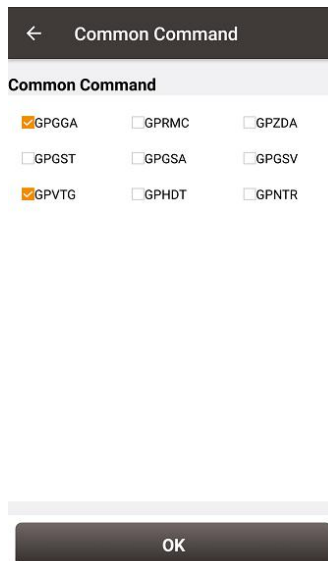 Common Command
Common Command
GPGGA GPRMC GPZDA
GPGST GPGSA GPGSV
GPVTG GPHDT GPNTR
OK